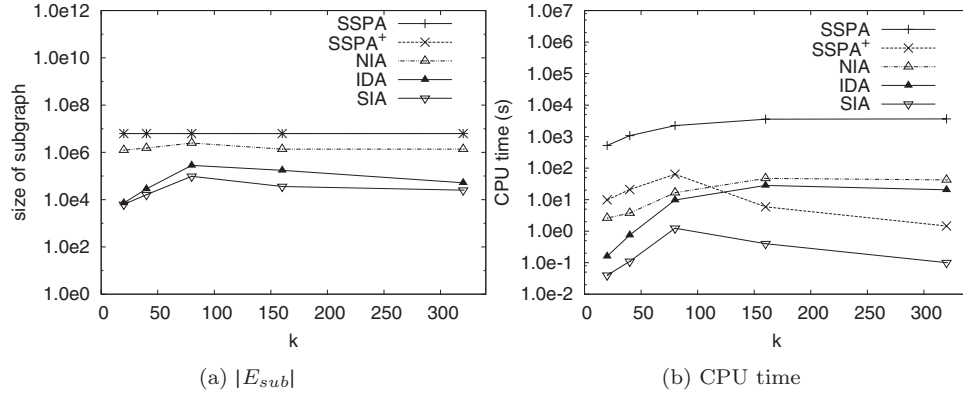 1.0e12
1.0e10
1.0e8
1.0e6
1.0e4
1.0e2
1.0e0
size of subgraph
0 50 100 150 200 250 300
k
SSPA
SSPA+
NIA
IDA
SIA
(a) |E_sub|
1.0e7
1.0e6
1.0e5
1.0e4
1.0e3
1.0e2
1.0e1
1.0e0
1.0e-1
1.0e-2
CPU time (s)
0 50 100 150 200 250 300
k
SSPA
SSPA+
NIA
IDA
SIA
(b) CPU time